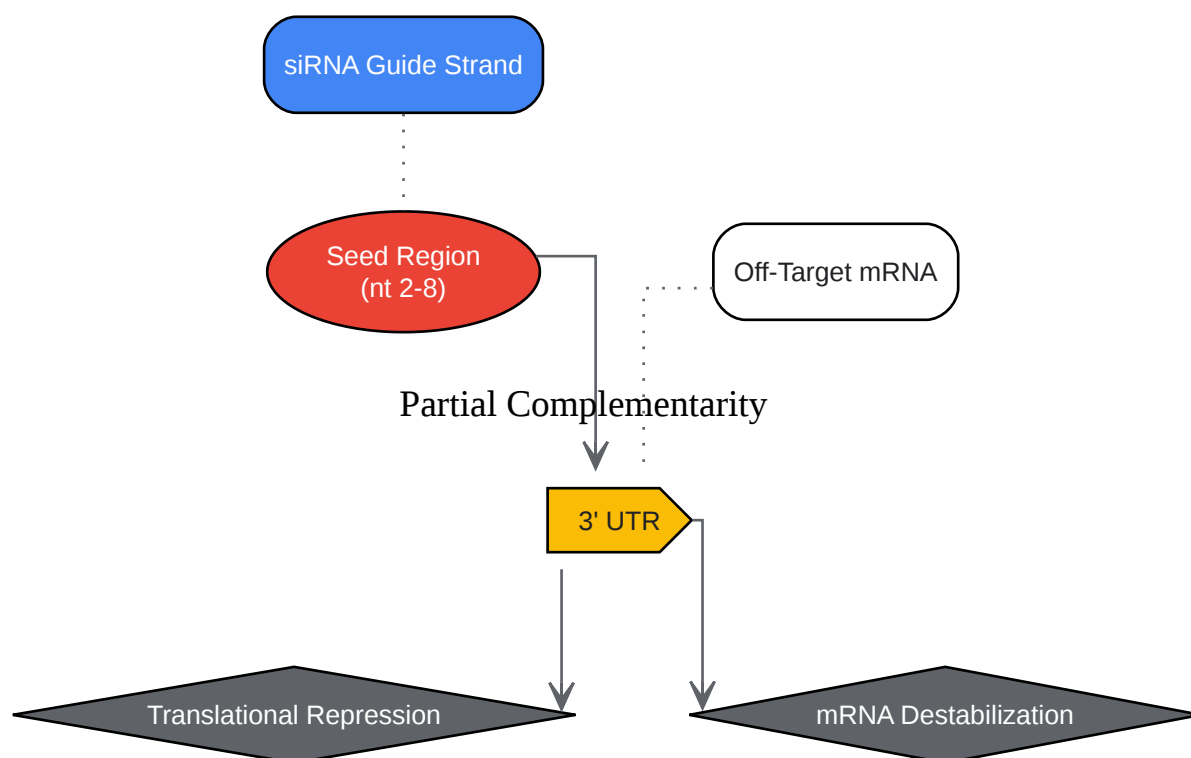 siRNA Guide Strand
Seed Region
(nt 2-8)
Off-Target mRNA
Partial Complementarity
3' UTR
Translational Repression
mRNA Destabilization